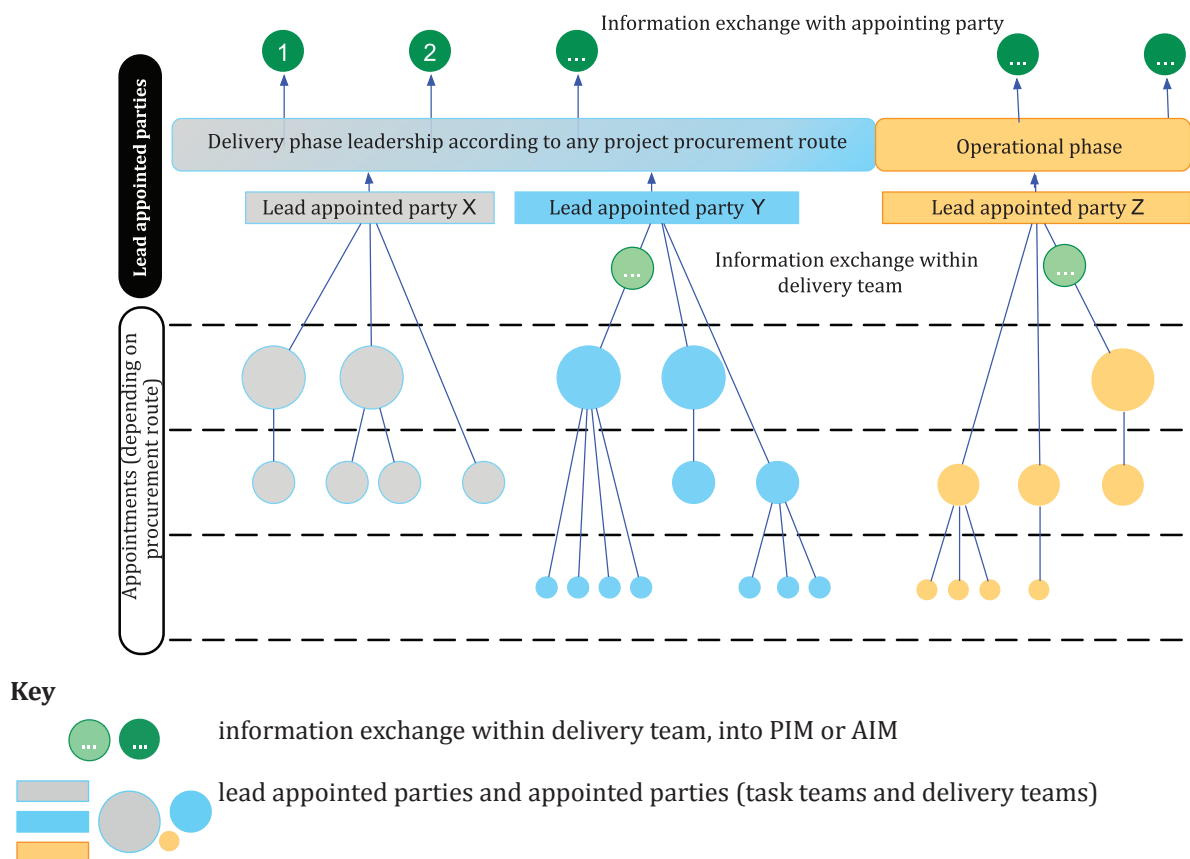 Information exchange with appointing party
1
2
...
...
...
Lead appointed parties
Delivery phase leadership according to any project procurement route
Operational phase
Lead appointed party X
Lead appointed party Y
Lead appointed party Z
...
Information exchange within
delivery team
...
Appointments (depending on
procurement route)
Key
... ...
information exchange within delivery team, into PIM or AIM
lead appointed parties and appointed parties (task teams and delivery teams)